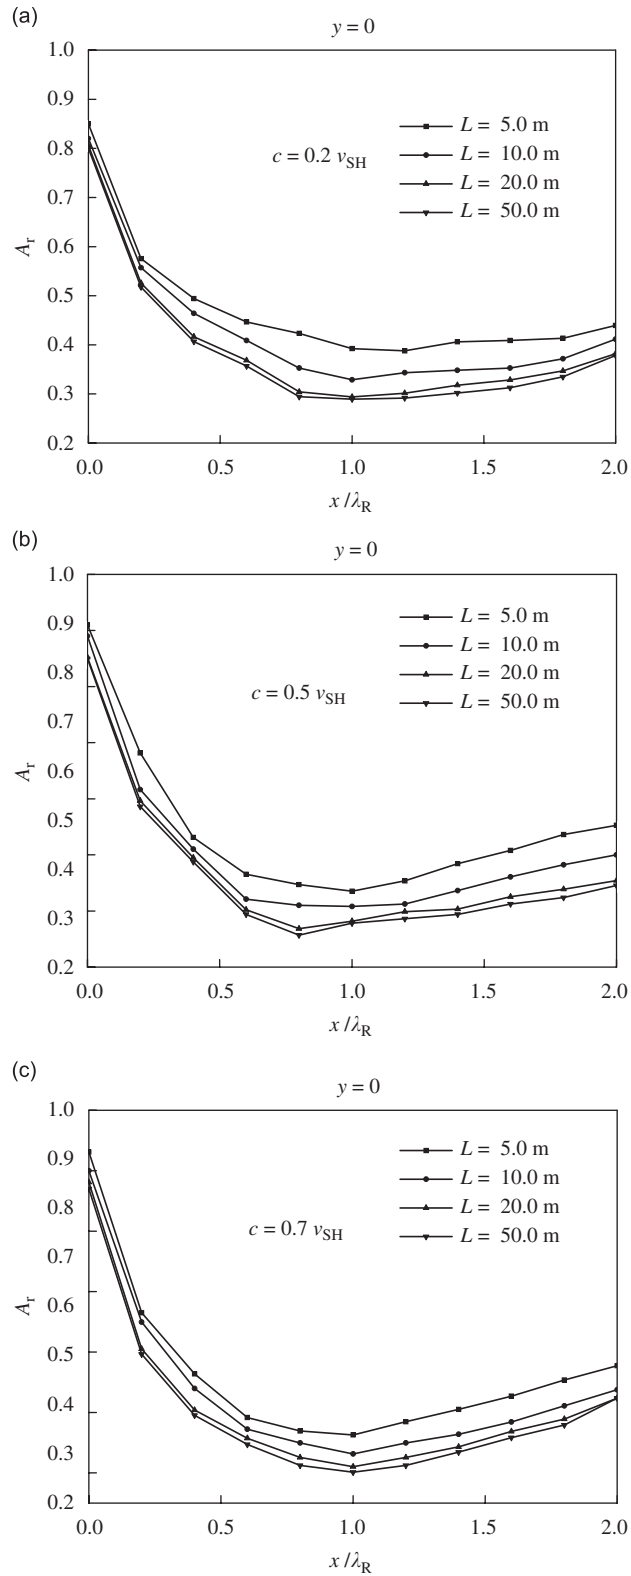 (a)
y = 0
1.0
0.9
0.8
0.7
0.6
0.5
0.4
0.3
0.2
A_r
c = 0.2 v_SH
L = 5.0 m
L = 10.0 m
L = 20.0 m
L = 50.0 m
0.0 0.5 1.0 1.5 2.0
x/λ_R
(b)
y = 0
1.0
0.9
0.8
0.7
0.6
0.5
0.4
0.3
0.2
A_r
c = 0.5 v_SH
L = 5.0 m
L = 10.0 m
L = 20.0 m
L = 50.0 m
0.0 0.5 1.0 1.5 2.0
x/λ_R
(c)
y = 0
1.0
0.9
0.8
0.7
0.6
0.5
0.4
0.3
0.2
A_r
c = 0.7 v_SH
L = 5.0 m
L = 10.0 m
L = 20.0 m
L = 50.0 m
0.0 0.5 1.0 1.5 2.0
x/λ_R